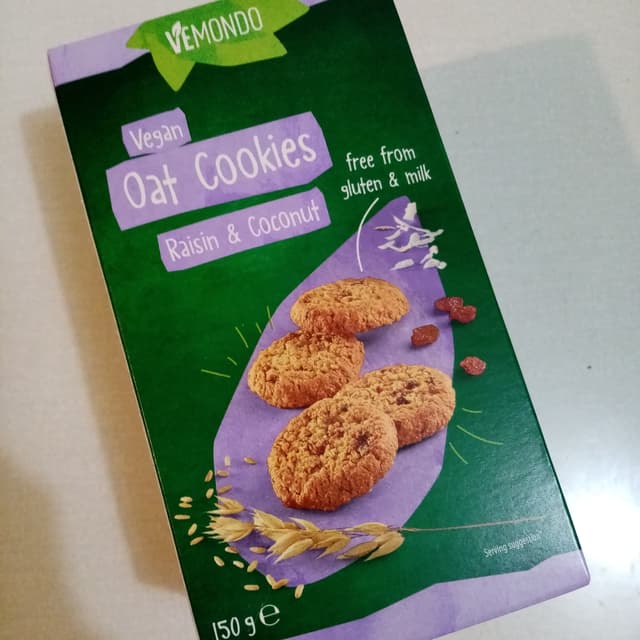 VEMONDO
Vegan
Oat Cookies
Raisin & Coconut
free from
gluten & milk
Serving suggestion
150 g ℮